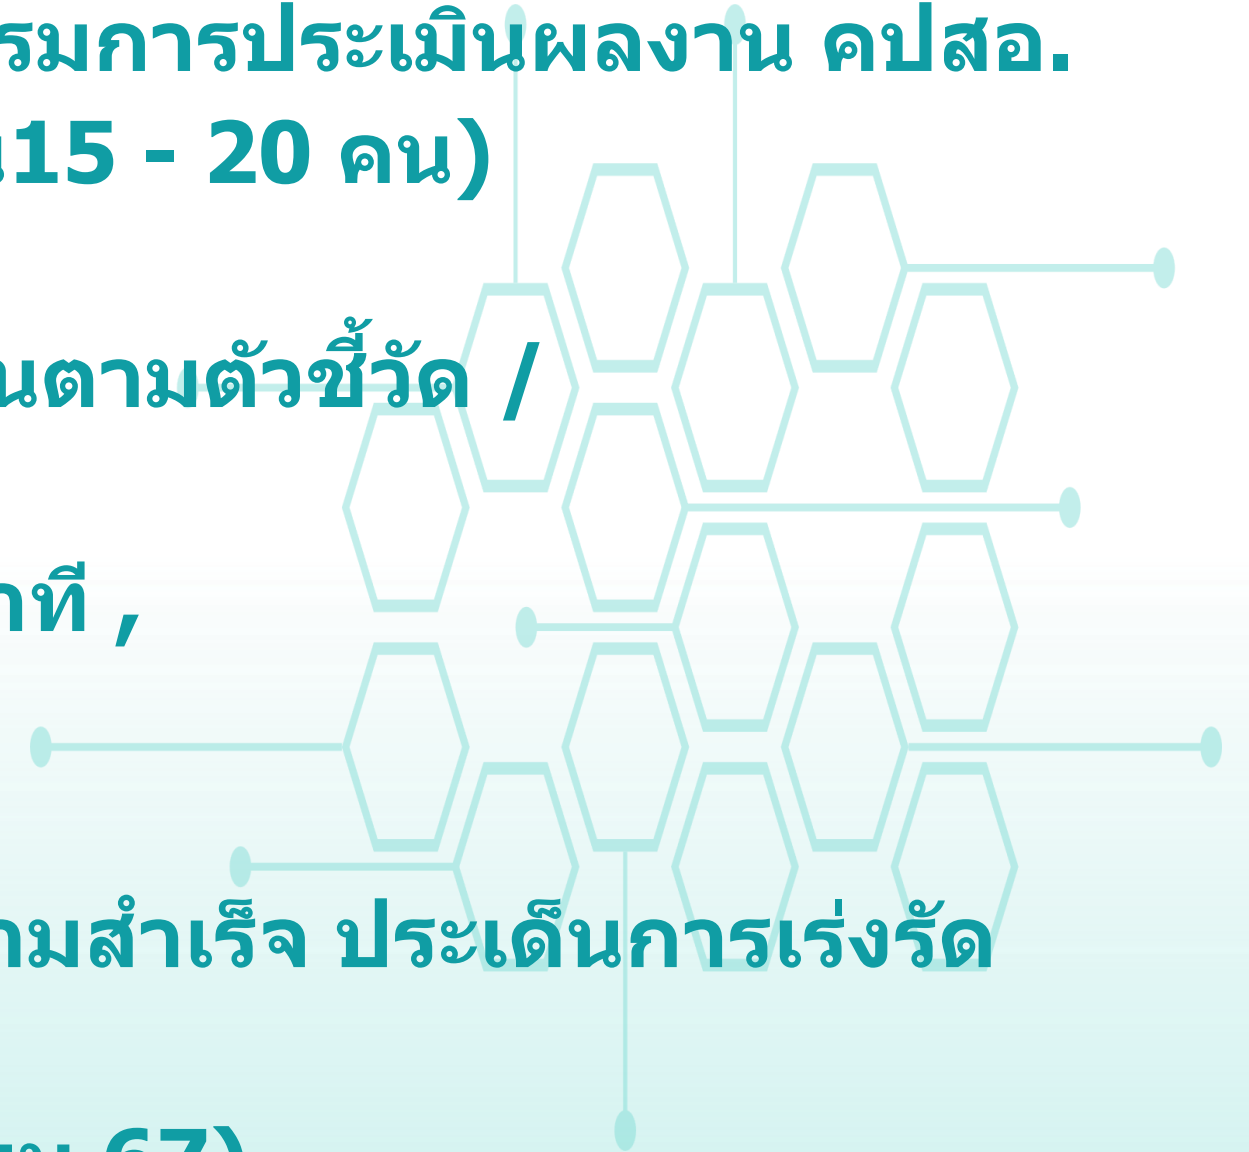 รมการประเมินผลงาน คปสอ.
15 - 20 คน)
นตามตัวชี้วัด /
าที ,
ามสำเร็จ ประเด็นการเร่งรัด
67)